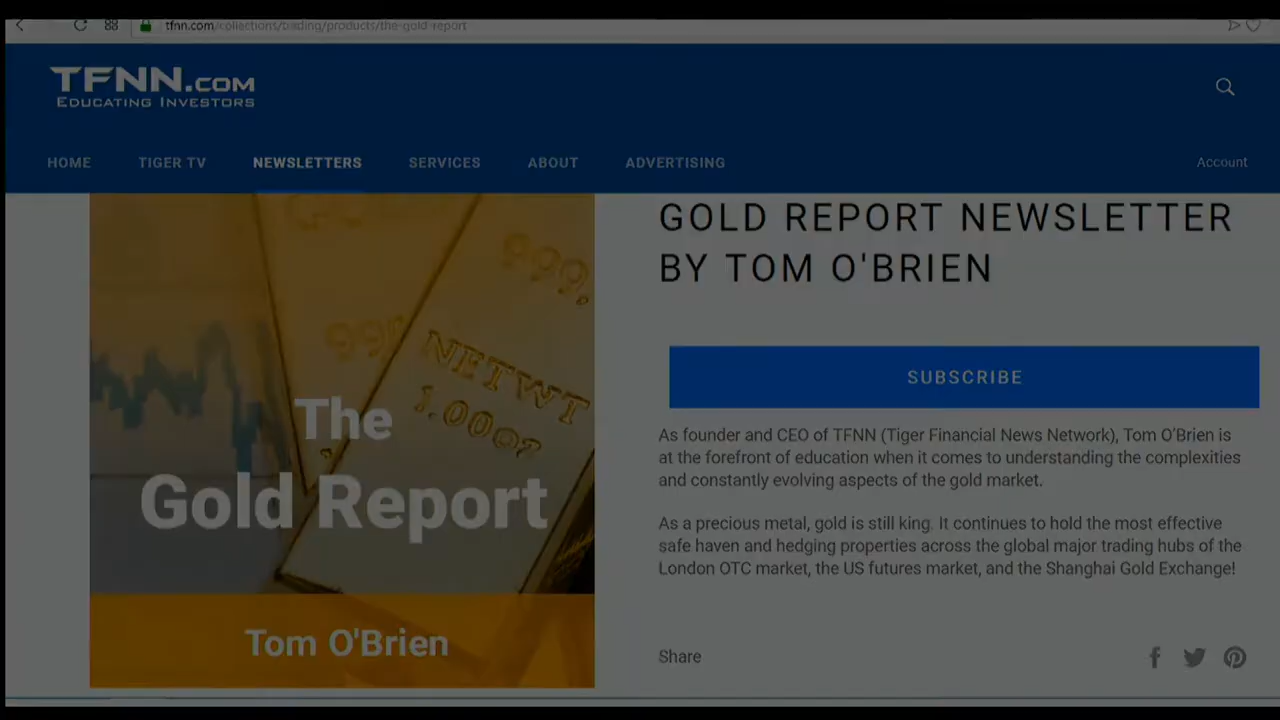 tfnn.com/collections/trading/products/the-gold-report
TFNN.COM
EDUCATING INVESTORS
HOME TIGER TV NEWSLETTERS SERVICES ABOUT ADVERTISING Account
GOLD REPORT NEWSLETTER
BY TOM O'BRIEN
999,
NETWT
1.00oz
The
Gold Report
Tom O'Brien
SUBSCRIBE
As founder and CEO of TFNN (Tiger Financial News Network), Tom O'Brien is
at the forefront of education when it comes to understanding the complexities
and constantly evolving aspects of the gold market.
As a precious metal, gold is still king. It continues to hold the most effective
safe haven and hedging properties across the global major trading hubs of the
London OTC market, the US futures market, and the Shanghai Gold Exchange!
Share